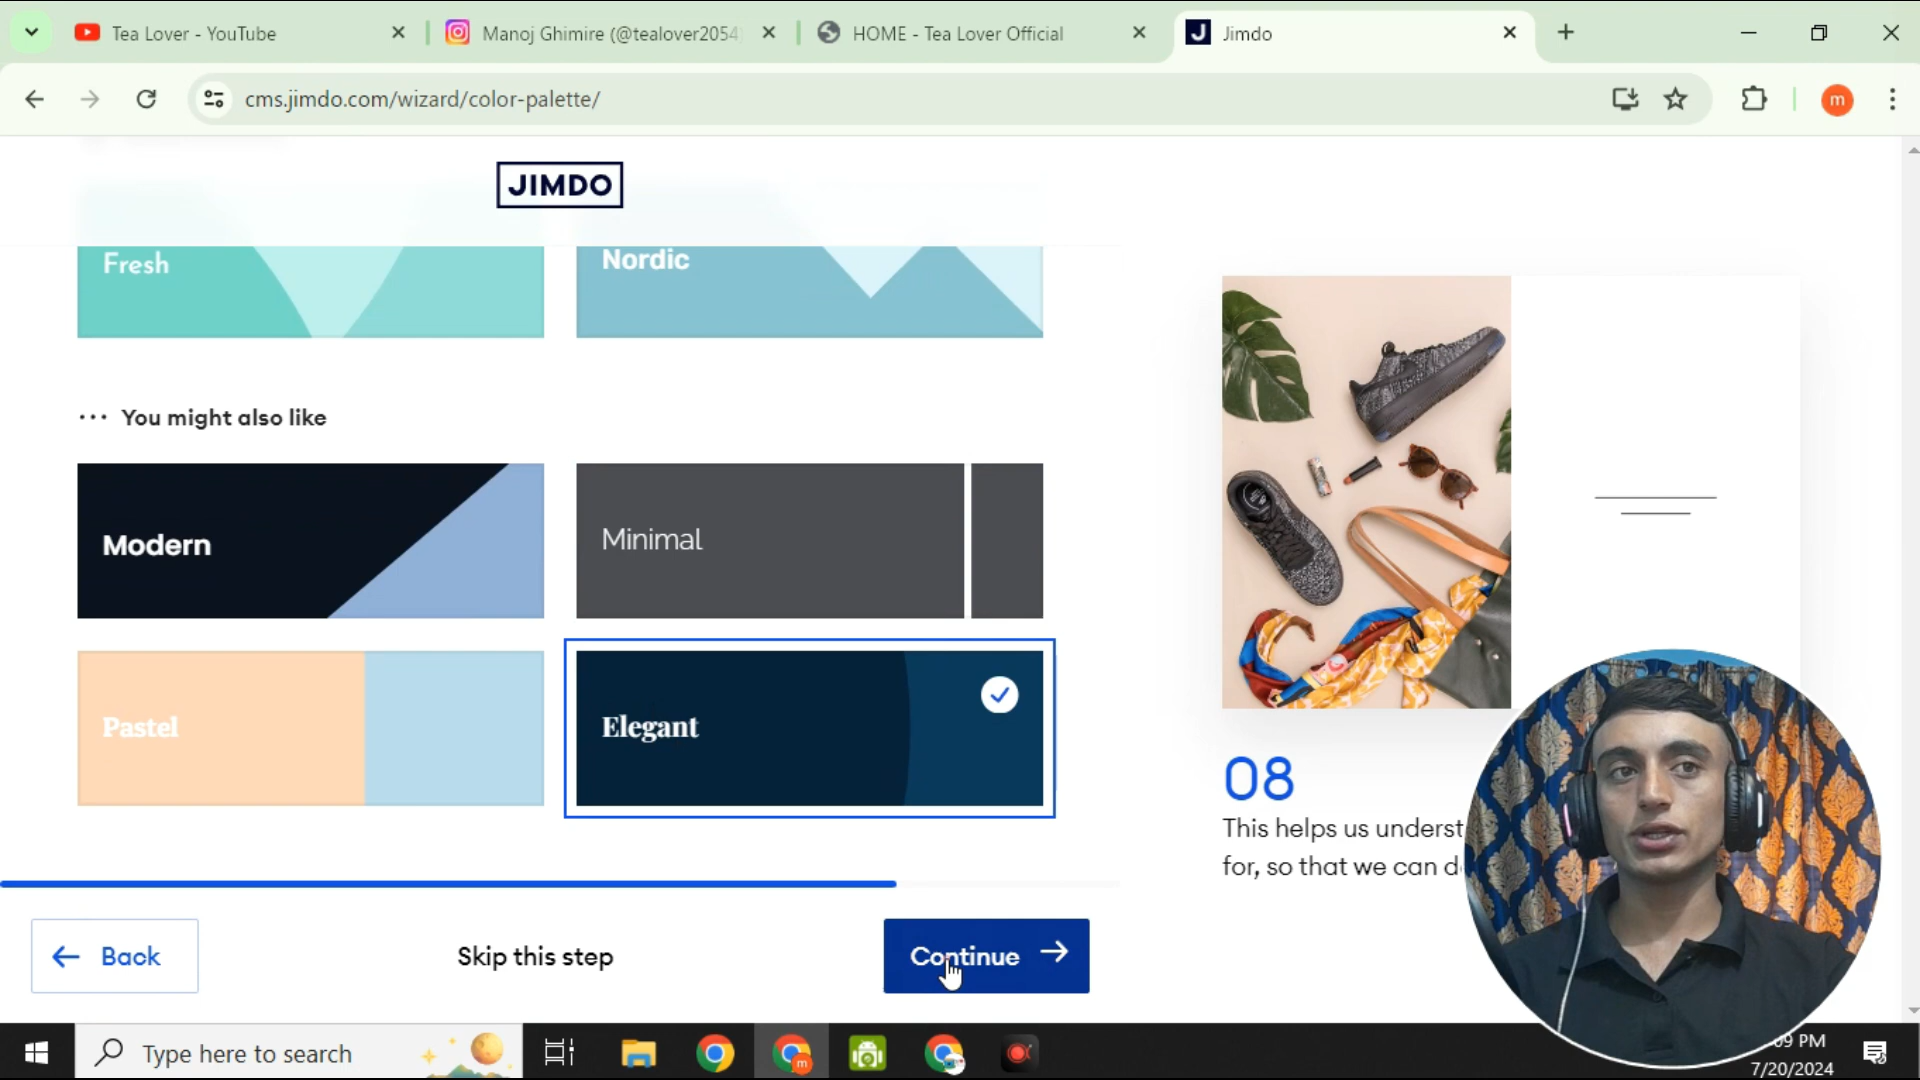 Tea Lover - YouTube
Manoj Ghimire (@tealover2054
HOME - Tea Lover Official
J
Jimdo
cms.jimdo.com/wizard/color-palette/
m
JIMDO
Fresh
Nordic
You might also like
Modern
Minimal
Pastel
Elegant
08
This helps us underst
for, so that we can d
Back
Skip this step
Continue
Type here to search
m
09 PM
7/20/2024